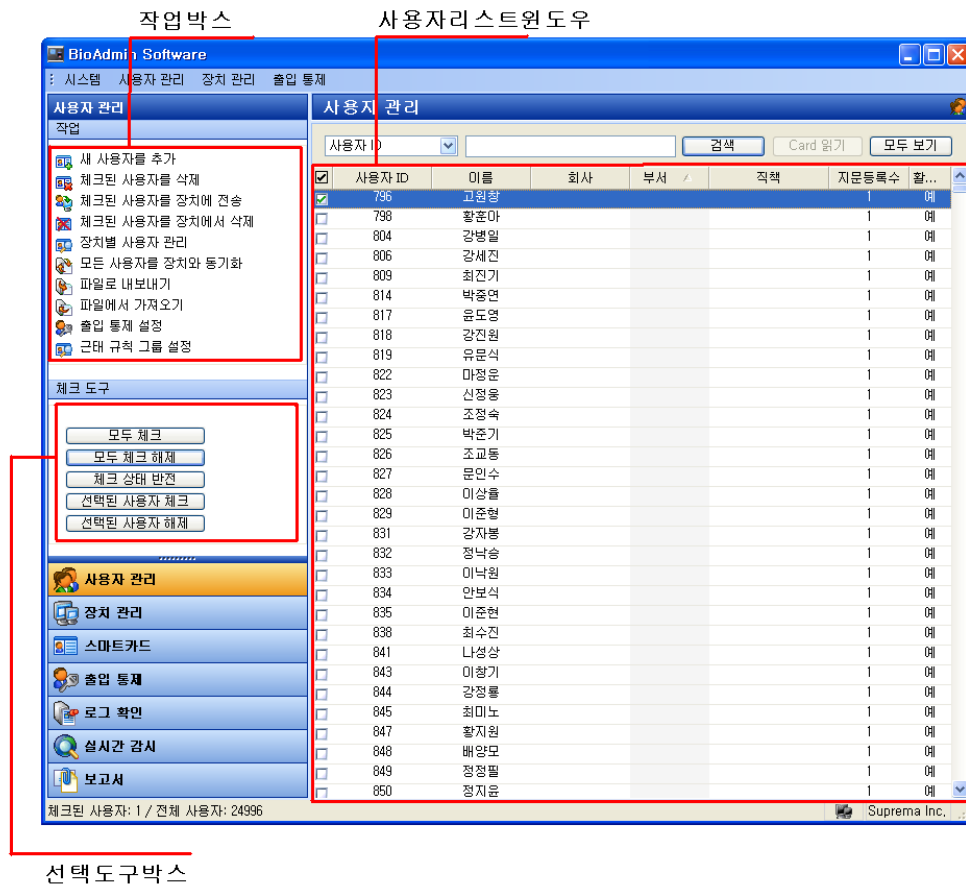 작업박스
사용자리스트윈도우
BioAdmin Software
시스템 사용자 관리 장치 관리 출입 통제
사용자 관리
작업
새 사용자를 추가
체크된 사용자를 삭제
체크된 사용자를 장치에 전송
체크된 사용자를 장치에서 삭제
장치별 사용자 관리
모든 사용자를 장치와 동기화
파일로 내보내기
파일에서 가져오기
출입 통제 설정
근태 규칙 그룹 설정
체크 도구
모두 체크
모두 체크 해제
체크 상태 반전
선택된 사용자 체크
선택된 사용자 해제
사용자 관리
장치 관리
스마트카드
출입 통제
로그 확인
실시간 감시
보고서
사용자 관리
사용자 ID 검색 Card 읽기 모두 보기
사용자 ID 이름 회사 부서 직책 지문등록수 활...
796 고원창 1 예
798 황훈아 1 예
804 강병일 1 예
806 강세진 1 예
809 최진기 1 예
814 박중연 1 예
817 윤도영 1 예
818 강진원 1 예
819 유문식 1 예
822 마정운 1 예
823 신정웅 1 예
824 조정숙 1 예
825 박준기 1 예
826 조교동 1 예
827 문인수 1 예
828 이상율 1 예
829 이준형 1 예
831 강자봉 1 예
832 정낙승 1 예
833 이낙원 1 예
834 안보식 1 예
835 이준현 1 예
838 최수진 1 예
841 나성상 1 예
843 이창기 1 예
844 강정룡 1 예
845 최미노 1 예
847 황지원 1 예
848 배양모 1 예
849 정정필 1 예
850 정지윤 1 예
체크된 사용자: 1 / 전체 사용자: 24996 Suprema Inc.
선택도구박스